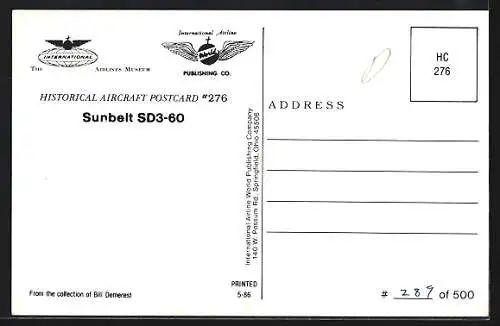 INTERNATIONAL
THE AIRLINES MUSEUM
International Airline
World
PUBLISHING CO.
HISTORICAL AIRCRAFT POSTCARD #276
Sunbelt SD3-60
HC
276
ADDRESS
International Airline World Publishing Company
140 W. Possum Rd., Springfield, Ohio 45506
From the collection of Bill Demerest
PRINTED
5-86
# 289 of 500